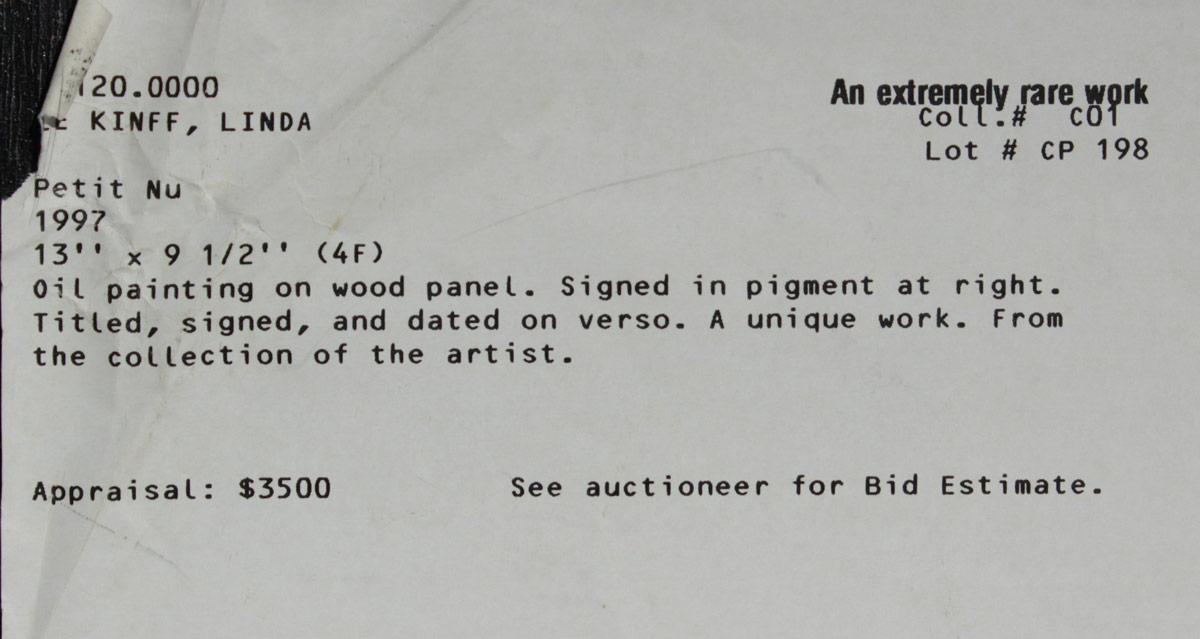 120.0000
An extremely rare work
KINFF, LINDA
Coll.# C01
Lot # CP 198
Petit Nu
1997
13'' x 9 1/2'' (4F)
Oil painting on wood panel. Signed in pigment at right.
Titled, signed, and dated on verso. A unique work. From
the collection of the artist.
Appraisal: $3500
See auctioneer for Bid Estimate.